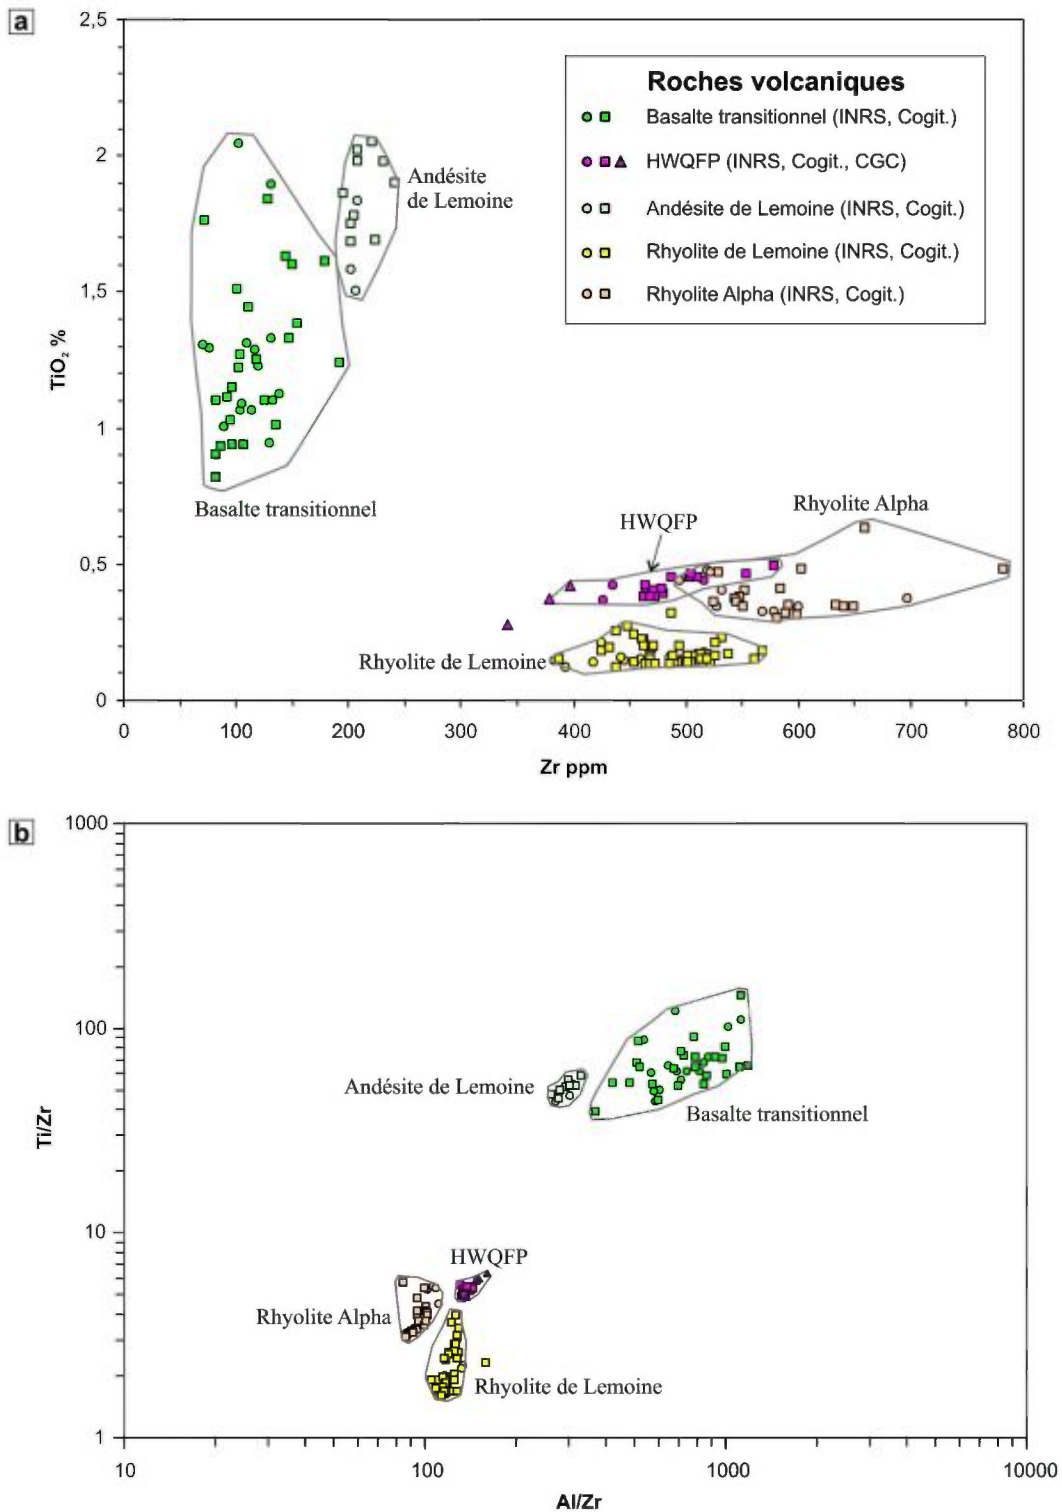 a
2,5
2
1,5
1
0,5
0
TiO₂ %
0
100
200
300
400
500
600
700
800
Zr ppm
Roches volcaniques
Basalte transitionnel (INRS, Cogit.)
HWQFP (INRS, Cogit., CGC)
Andésite de Lemoine (INRS, Cogit.)
Rhyolite de Lemoine (INRS, Cogit.)
Rhyolite Alpha (INRS, Cogit.)
Andésite
de Lemoine
Basalte transitionnel
HWQFP
Rhyolite Alpha
Rhyolite de Lemoine
b
1000
100
10
1
Ti/Zr
10
100
1000
10000
Al/Zr
Andésite de Lemoine
Basalte transitionnel
HWQFP
Rhyolite Alpha
Rhyolite de Lemoine